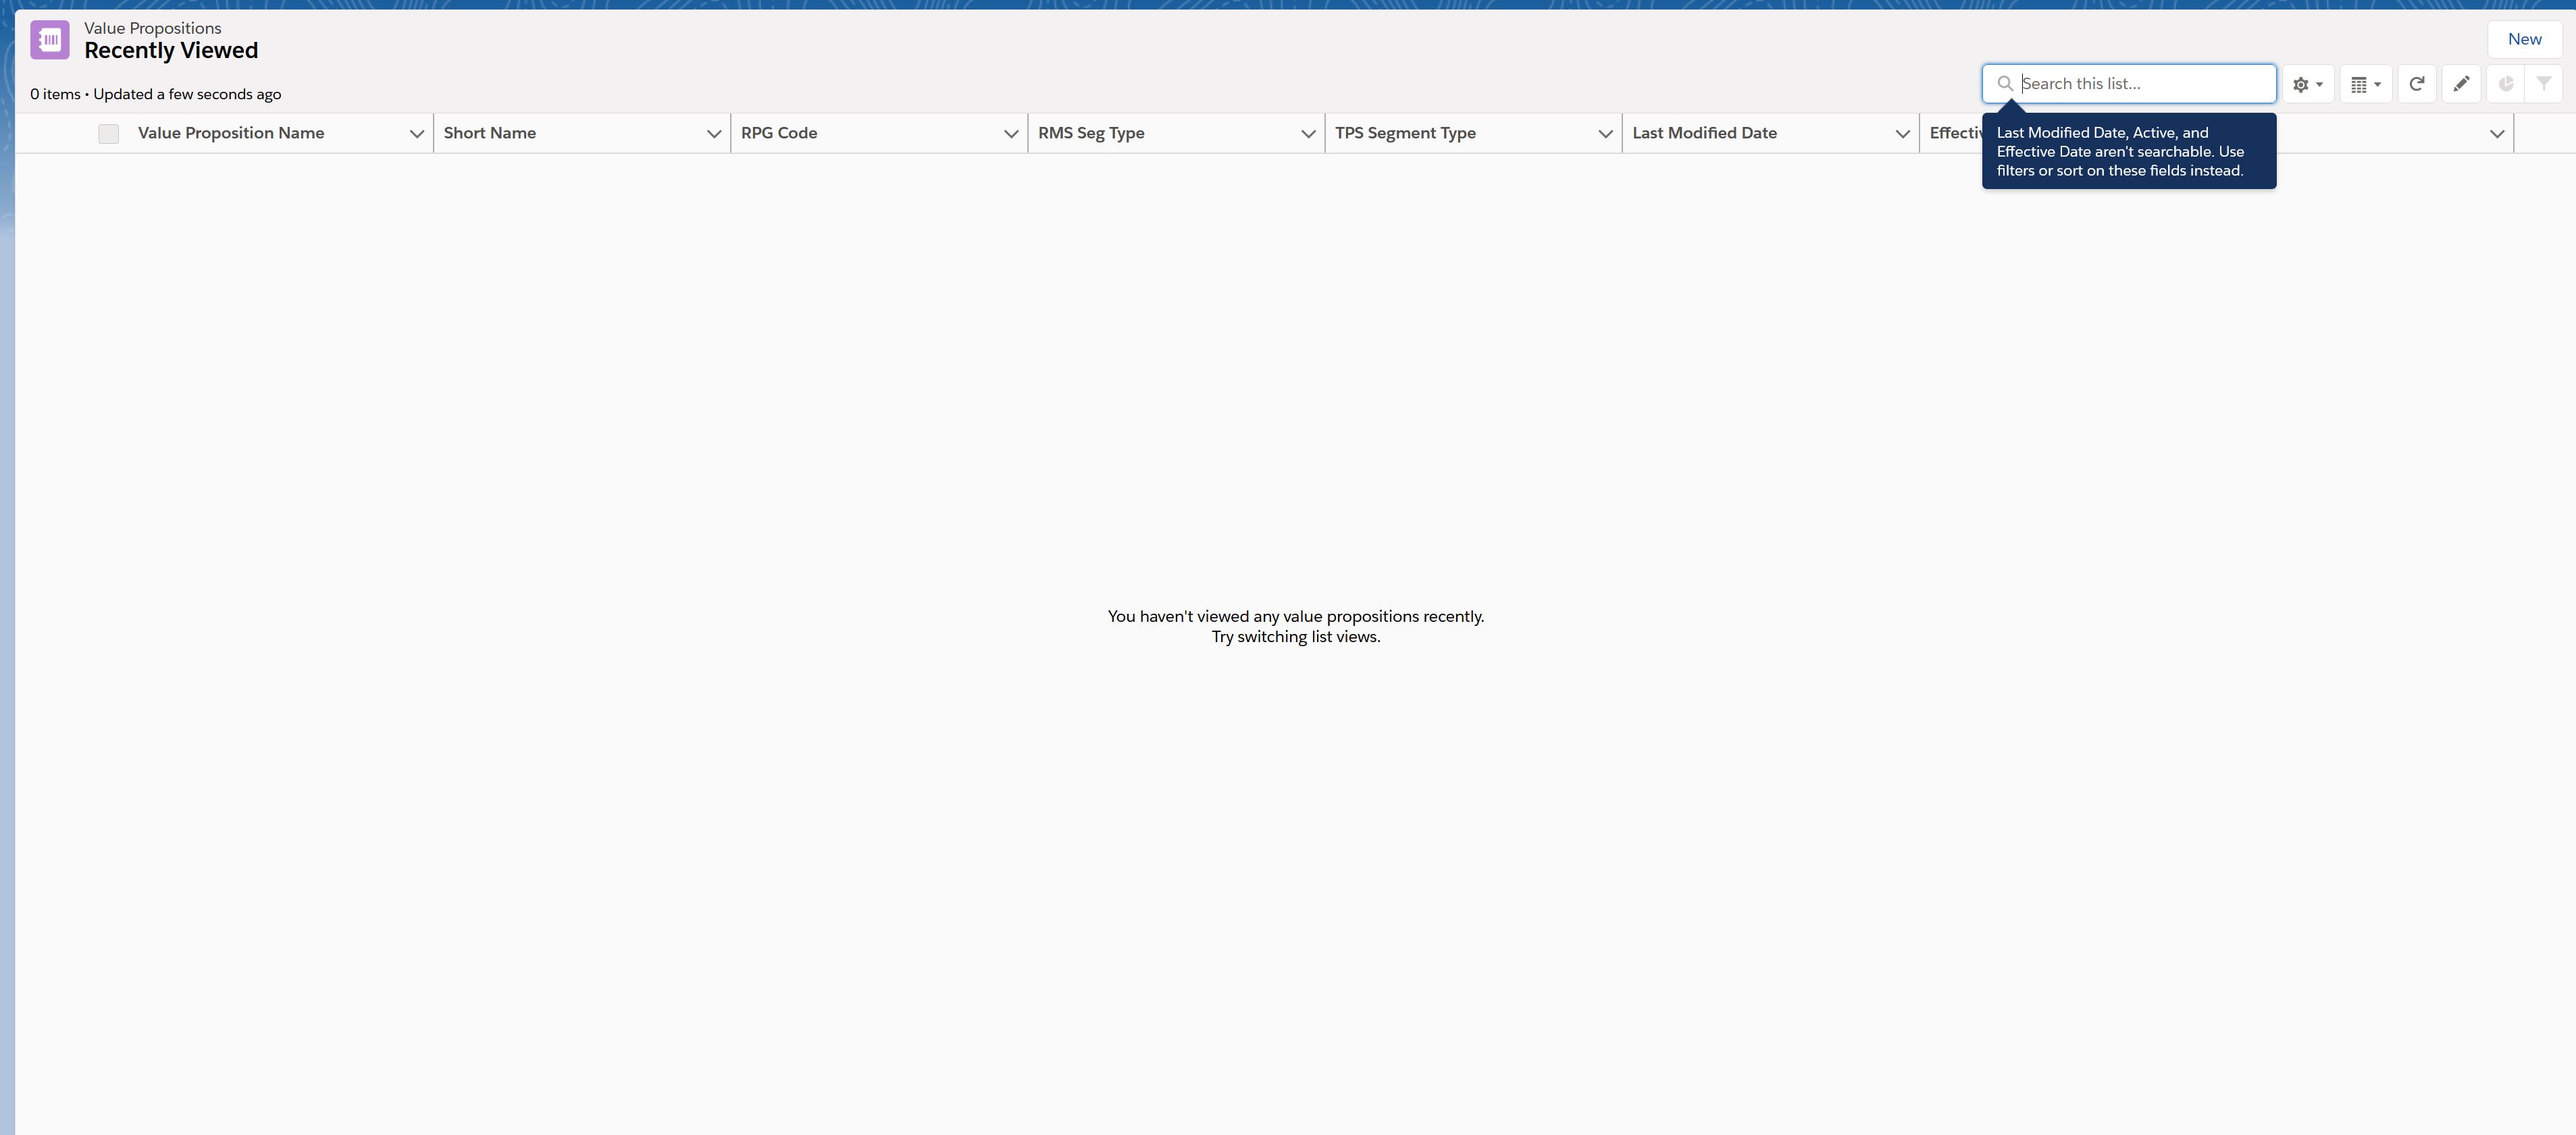 Value Propositions
Recently Viewed
New
0 items • Updated a few seconds ago
Search this list...
Value Proposition Name
Short Name
RPG Code
RMS Seg Type
TPS Segment Type
Last Modified Date
Effectiv
Last Modified Date, Active, and
Effective Date aren't searchable. Use
filters or sort on these fields instead.
You haven't viewed any value propositions recently.
Try switching list views.